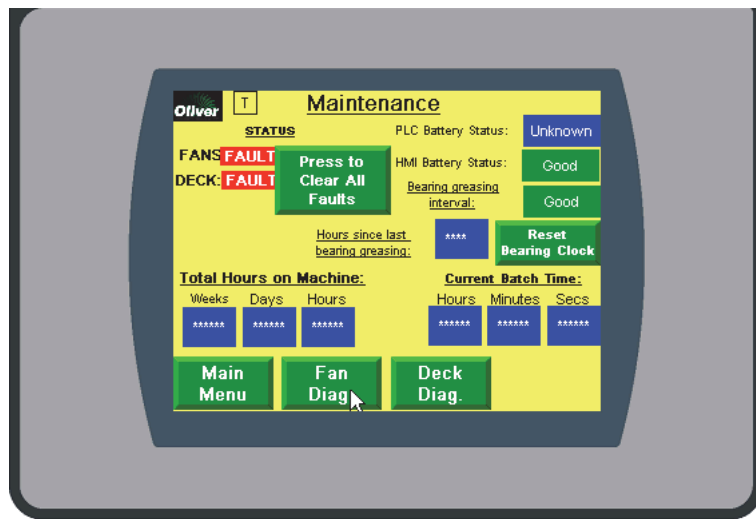 Oliver
T
Maintenance
STATUS
PLC Battery Status:
Unknown
FANS
FAULT
Press to
Clear All
Faults
HMI Battery Status:
Good
DECK:
FAULT
Bearing greasing
interval:
Good
Hours since last
bearing greasing:
****
Reset
Bearing Clock
Total Hours on Machine:
Current Batch Time:
Weeks Days Hours
Hours Minutes Secs
****** ****** ******
****** ****** ******
Main
Menu
Fan
Diag.
Deck
Diag.